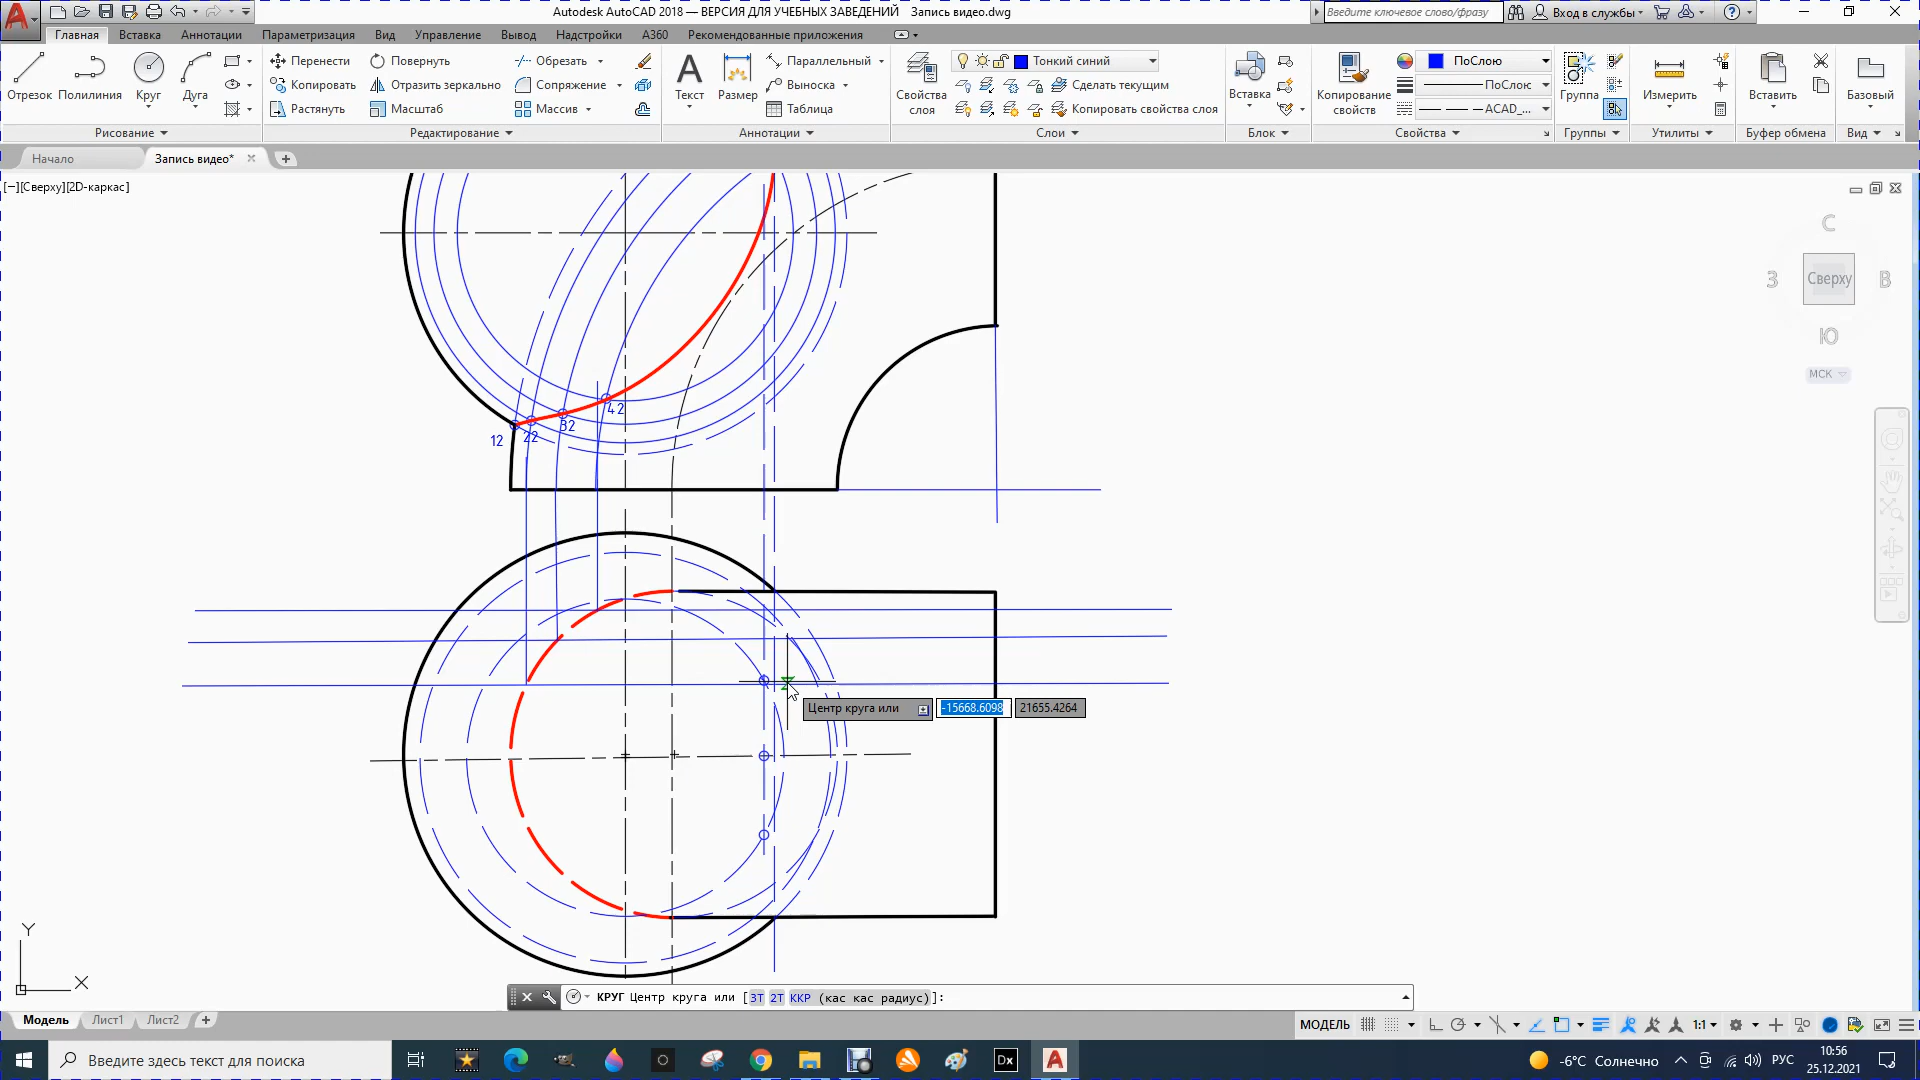 Autodesk AutoCAD 2018 — ВЕРСИЯ ДЛЯ УЧЕБНЫХ ЗАВЕДЕНИЙ Запись видео.dwg
Введите ключевое слово/фразу
Вход в службы
Главная Вставка Аннотации Параметризация Вид Управление Вывод Надстройки A360 Рекомендованные приложения
Отрезок Полилиния Круг Дуга
Рисование
Перенести Повернуть Обрезать
Копировать Отразить зеркально Сопряжение
Растянуть Масштаб Массив
Редактирование
Текст Размер
Параллельный
Выноска
Таблица
Аннотации
Свойства слоя
Тонкий синий
Сделать текущим
Копировать свойства слоя
Слои
Вставка
Блок
Копирование свойств
ПоСлою
ПоСлою
ACAD_...
Свойства
Группа
Группы
Измерить
Утилиты
Вставить
Буфер обмена
Базовый
Вид
Начало Запись видео*
[−][Сверху][2D-каркас]
С
З Сверху В
Ю
МСК
42
32
12 22
Центр круга или -15668.6098 21655.4264
Y
X
КРУГ Центр круга или [3Т 2Т ККР (кас кас радиус)]:
Модель Лист1 Лист2
МОДЕЛЬ 1:1
Введите здесь текст для поиска
Dx
-6°C Солнечно
РУС
10:56
25.12.2021